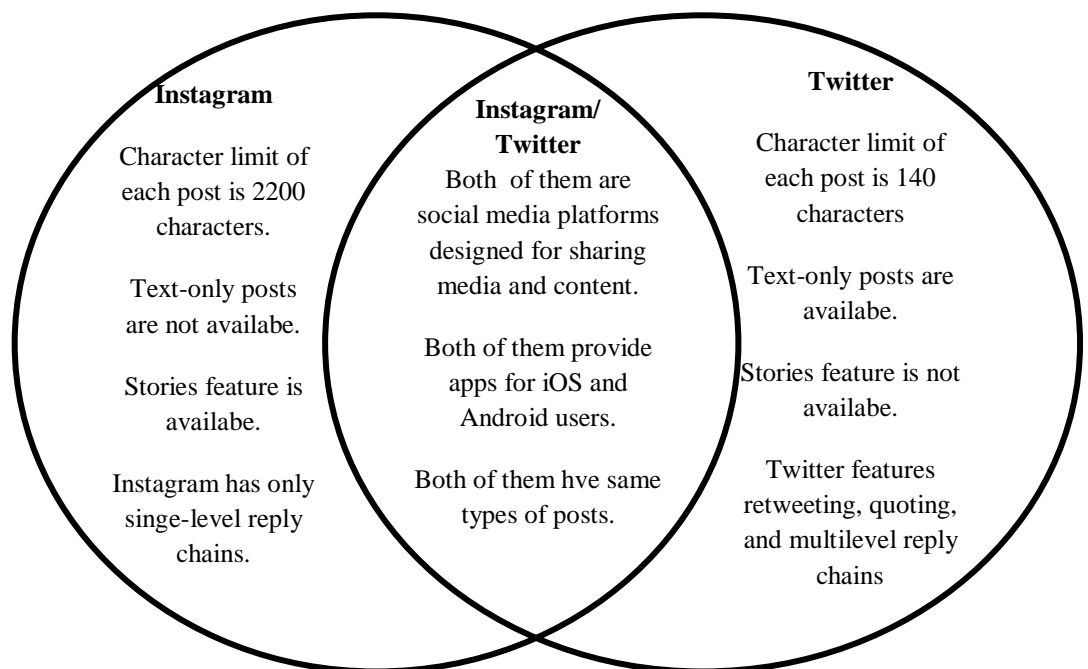 Instagram
Character limit of
each post is 2200
characters.
Text-only posts
are not availabe.
Stories feature is
availabe.
Instagram has only
singe-level reply
chains.
Instagram/
Twitter
Both of them are
social media platforms
designed for sharing
media and content.
Both of them provide
apps for iOS and
Android users.
Both of them hve same
types of posts.
Twitter
Character limit of
each post is 140
characters
Text-only posts are
availabe.
Stories feature is not
availabe.
Twitter features
retweeting, quoting,
and multilevel reply
chains